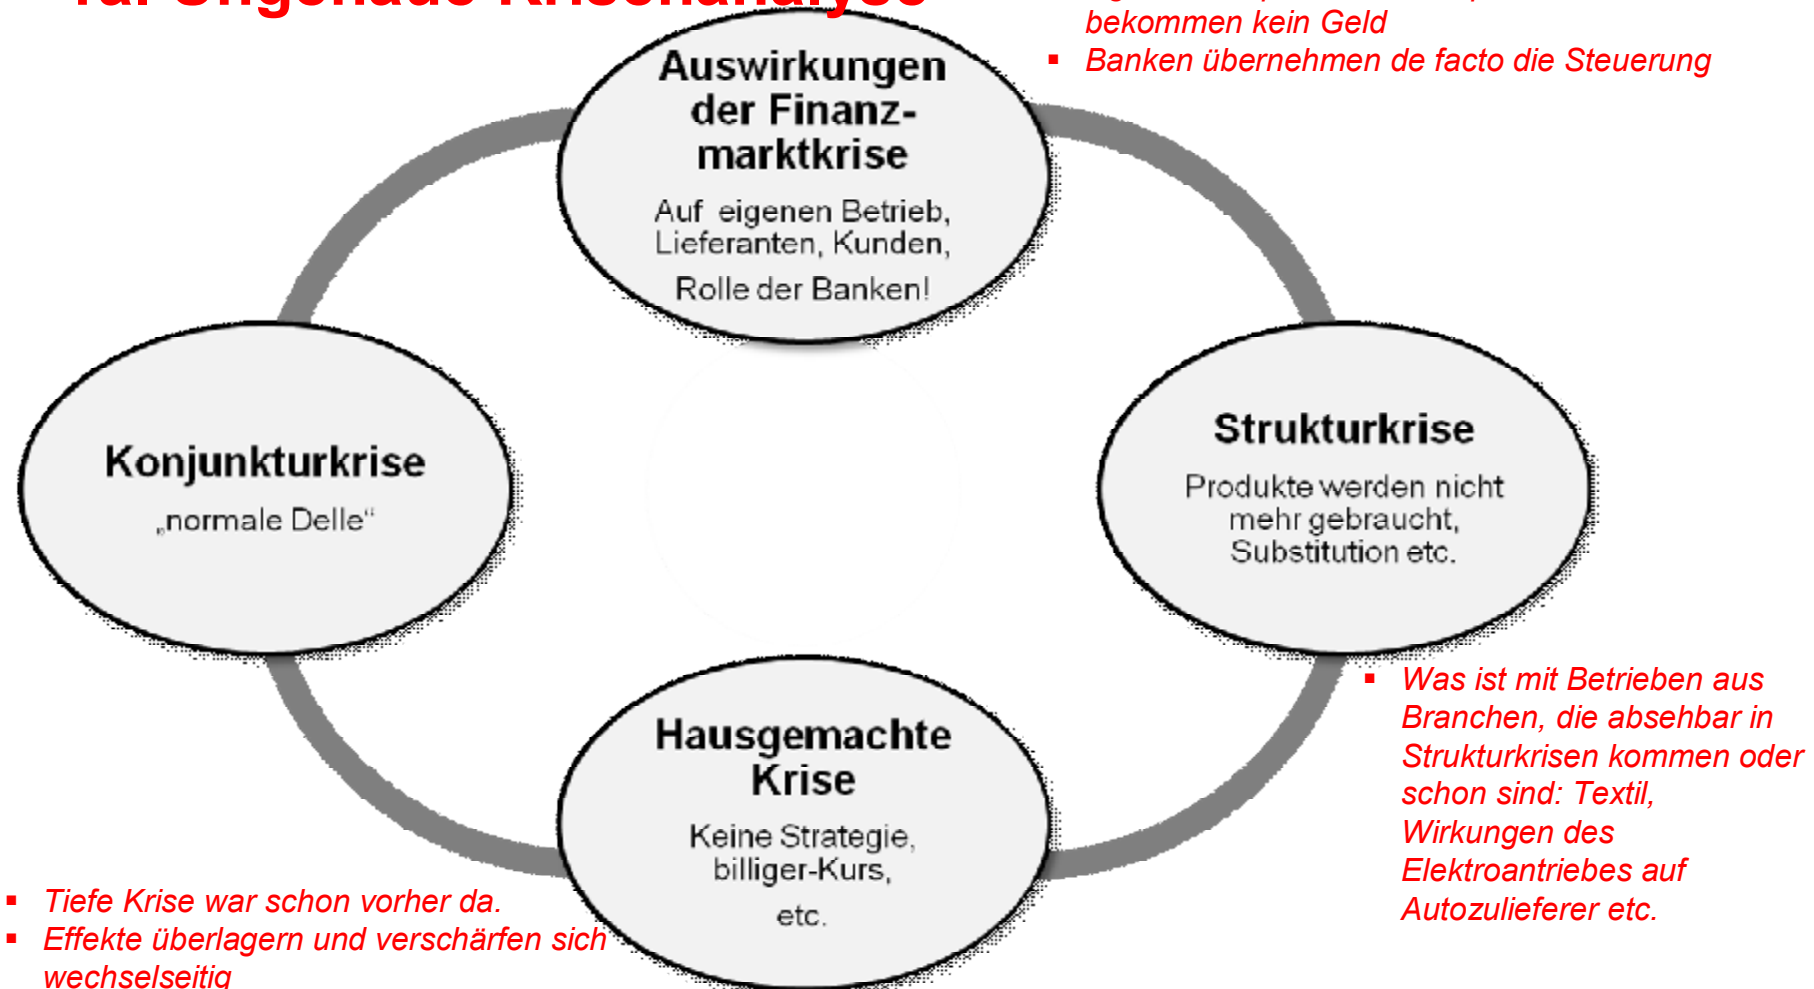 Ungenaue Krisenanalyse
bekommen kein Geld
▪ Banken übernehmen de facto die Steuerung
Auswirkungen
der Finanz-
marktkrise
Auf eigenen Betrieb,
Lieferanten, Kunden,
Rolle der Banken!
Konjunkturkrise
„normale Delle“
Strukturkrise
Produkte werden nicht
mehr gebraucht,
Substitution etc.
Hausgemachte
Krise
Keine Strategie,
billiger-Kurs,
etc.
▪ Was ist mit Betrieben aus
Branchen, die absehbar in
Strukturkrisen kommen oder
schon sind: Textil,
Wirkungen des
Elektroantriebes auf
Autozulieferer etc.
▪ Tiefe Krise war schon vorher da.
▪ Effekte überlagern und verschärfen sich
wechselseitig